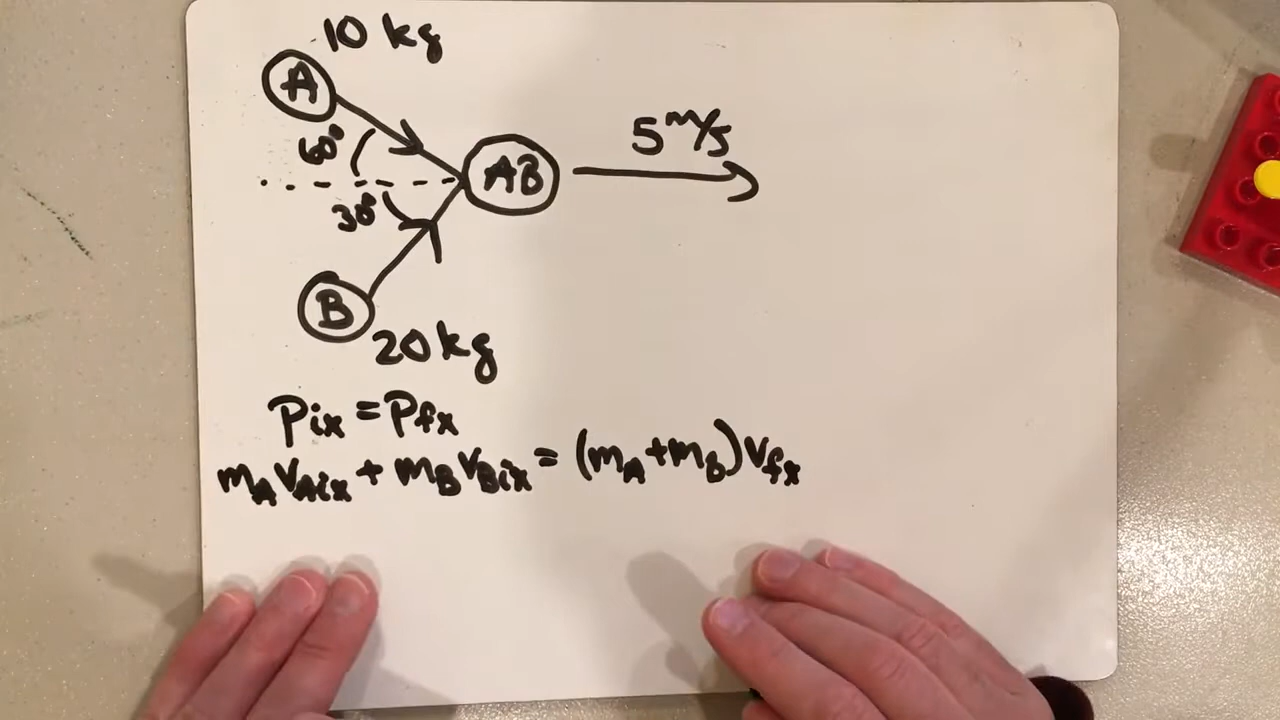 10 kg
A
60°
AB
5 m/s
30°
B
20 kg
Pix = Pfx
mAvAix + mBvBix = (mA + mB)vfx